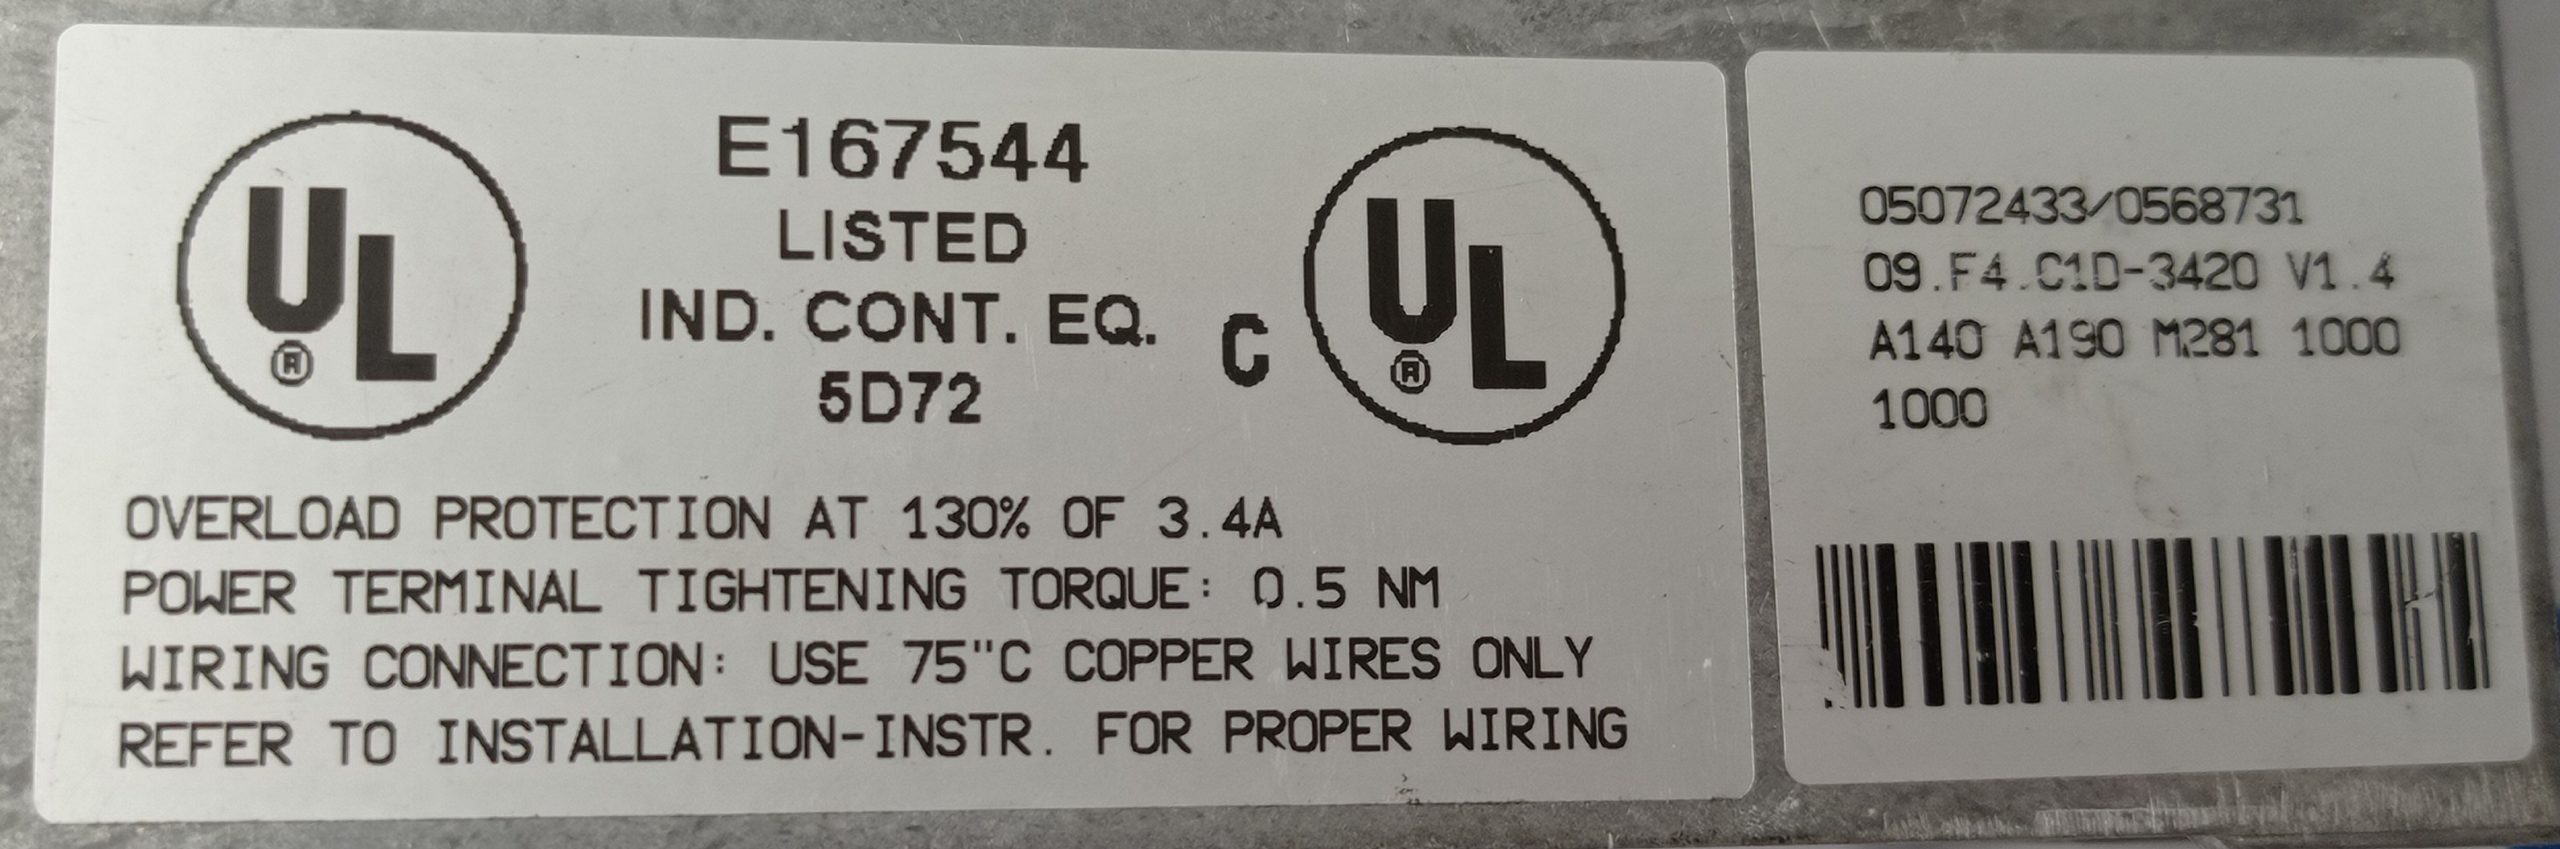 UL ®
E167544
LISTED
IND. CONT. EQ.
5D72
C UL ®
OVERLOAD PROTECTION AT 130% OF 3.4A
POWER TERMINAL TIGHTENING TORQUE: 0.5 NM
WIRING CONNECTION: USE 75"C COPPER WIRES ONLY
REFER TO INSTALLATION-INSTR. FOR PROPER WIRING
05072433/0568731
09.F4.C1D-3420 V1.4
A140 A190 M281 1000
1000